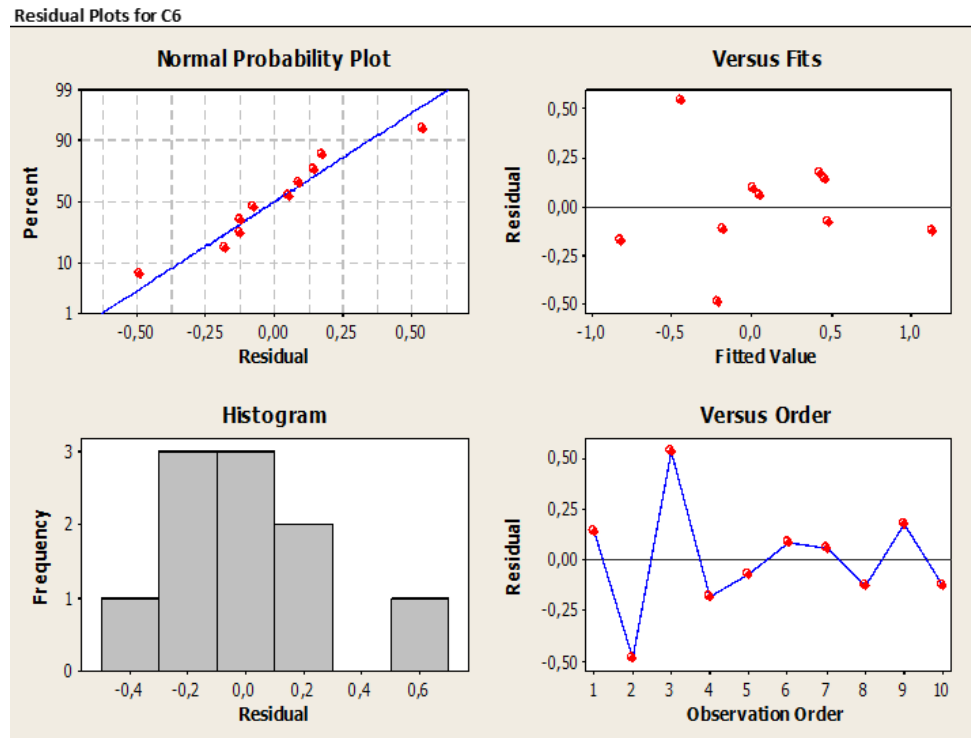 Residual Plots for C6
Normal Probability Plot
99
90
50
10
1
Percent
-0,50 -0,25 0,00 0,25 0,50
Residual
Versus Fits
0,50
0,25
0,00
-0,25
-0,50
Residual
-1,0 -0,5 0,0 0,5 1,0
Fitted Value
Histogram
3
2
1
0
Frequency
-0,4 -0,2 0,0 0,2 0,4 0,6
Residual
Versus Order
0,50
0,25
0,00
-0,25
-0,50
Residual
1 2 3 4 5 6 7 8 9 10
Observation Order